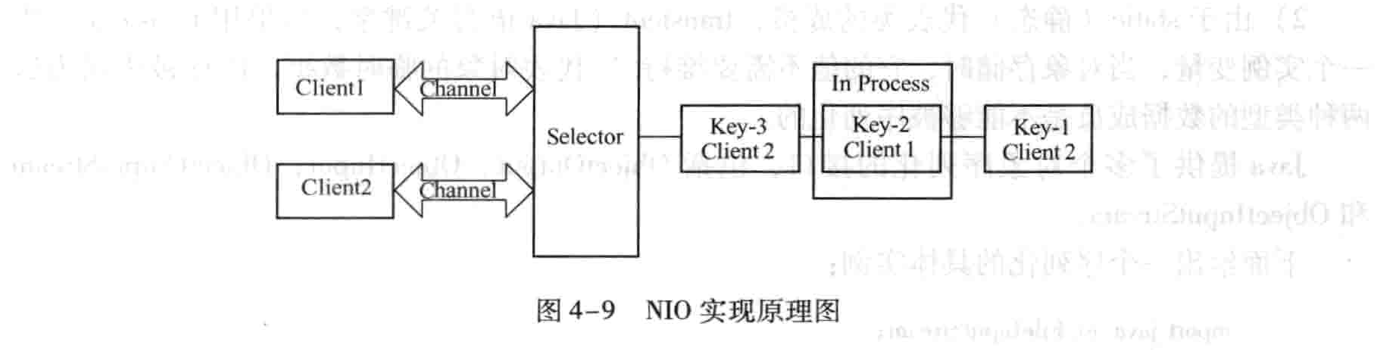 Client1
Channel
Client2
Channel
Selector
Key-3
Client 2
In Process
Key-2
Client 1
Key-1
Client 2
图 4-9 NIO 实现原理图